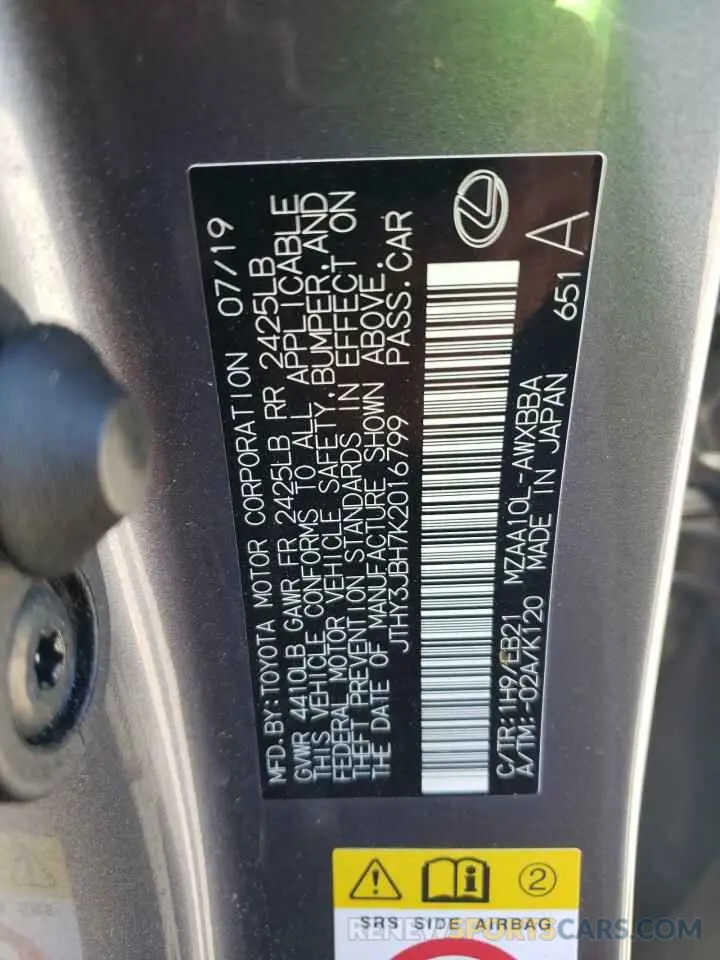 MFD.BY:TOYOTA MOTOR CORPORATION 07/19
GVWR 4410LB GAWR FR 2425LB RR 2425LB
THIS VEHICLE CONFORMS TO ALL APPLICABLE
FEDERAL MOTOR VEHICLE SAFETY, BUMPER, AND
THEFT PREVENTION STANDARDS IN EFFECT ON
THE DATE OF MANUFACTURE SHOWN ABOVE.
JTHY3JBH7K2016799 PASS.CAR
C/TR:1H9/EB21 MZAA10L-AWXBBA
A/TM:-02A/K120 MADE IN JAPAN
651 A
2
SRS SIDE AIRBAG
RENEWSPORTSCARS.COM